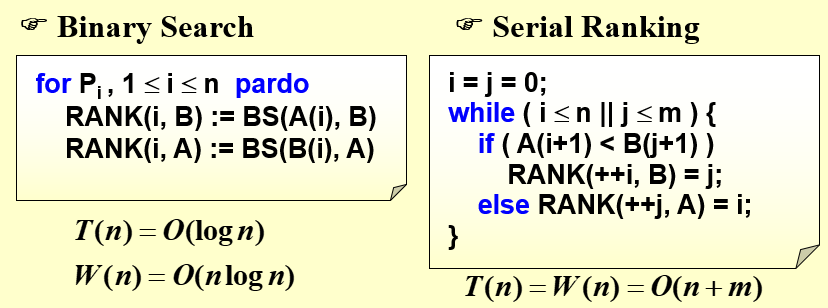 ☞ Binary Search
for Pi , 1 ≤ i ≤ n pardo
RANK(i, B) := BS(A(i), B)
RANK(i, A) := BS(B(i), A)
T(n) = O(log n)
W(n) = O(n log n)
☞ Serial Ranking
i = j = 0;
while ( i ≤ n || j ≤ m ) {
if ( A(i+1) < B(j+1) )
RANK(++i, B) = j;
else RANK(++j, A) = i;
}
T(n) = W(n) = O(n + m)